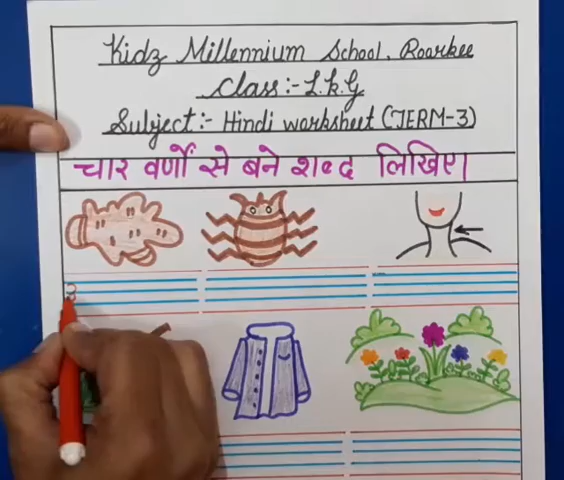 Kidz Millennium School, Roorkee
Class:- L.K.G
Subject:- Hindi worksheet (TERM-3)
चार वर्णों से बने शब्द लिखिए।